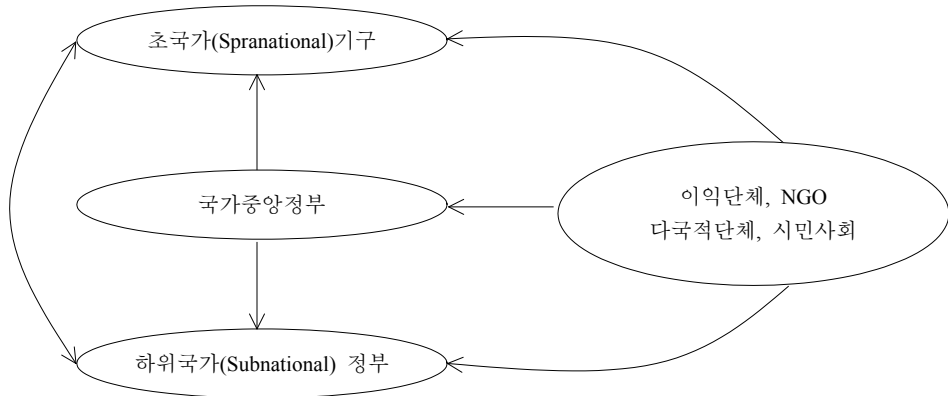 초국가(Spranational)기구
국가중앙정부
이익단체, NGO
다국적단체, 시민사회
하위국가(Subnational) 정부